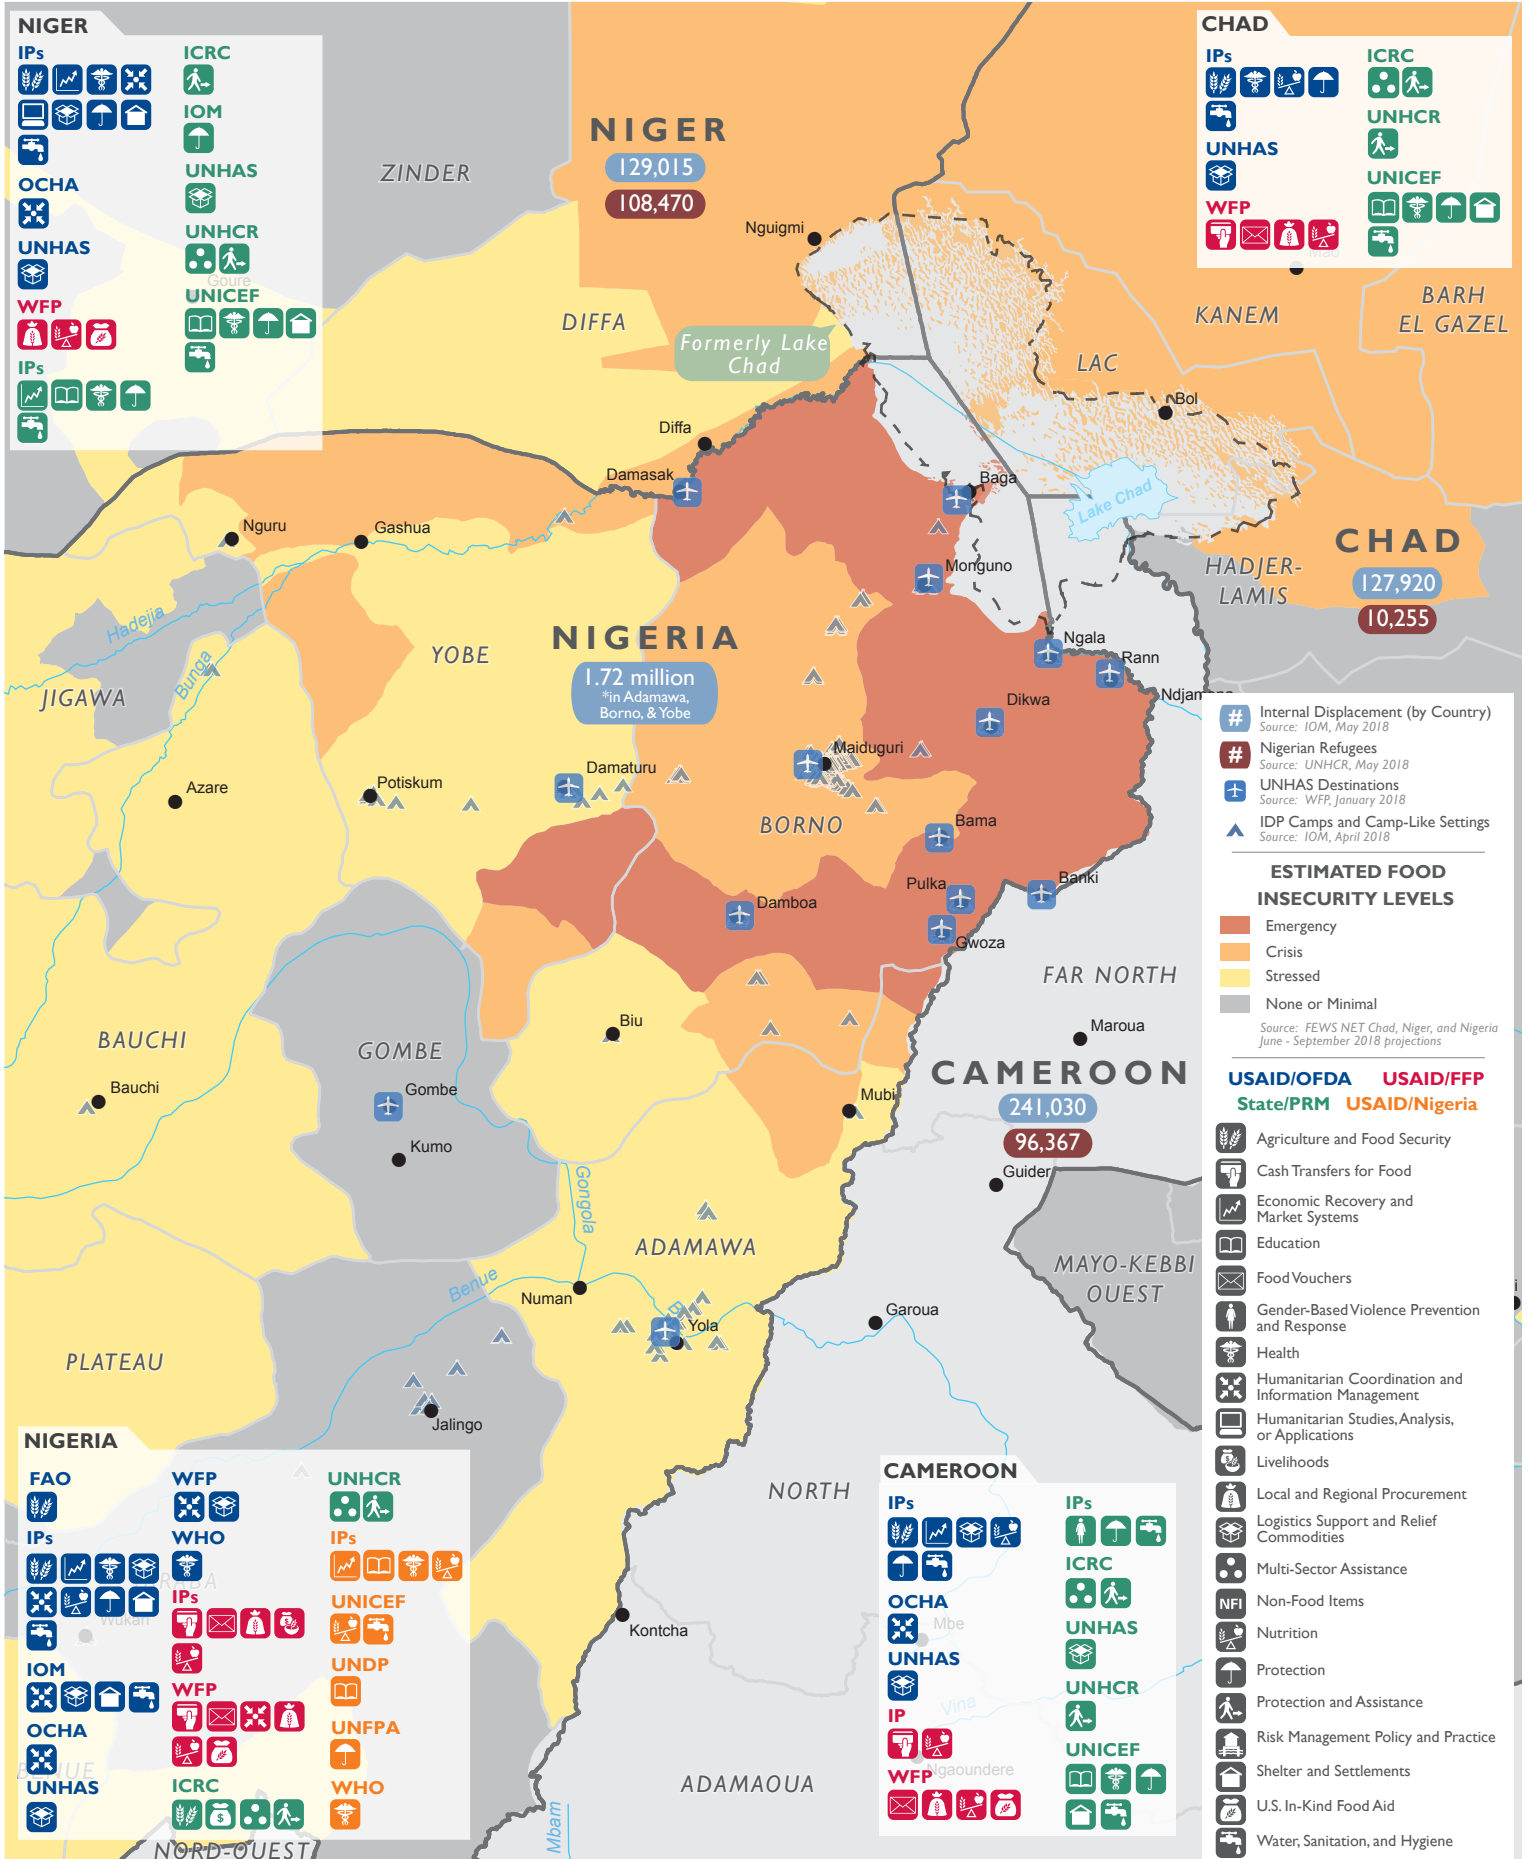 NIGER
IPs
OCHA
UNHAS
WFP
IPs
ICRC
IOM
UNHAS
UNHCR
Goure
UNICEF
CHAD
IPs
UNHAS
WFP
ICRC
UNHCR
UNICEF
Mao
NIGER
129,015
108,470
ZINDER
Nguigmi
DIFFA
Formerly Lake
Chad
KANEM
BARH
EL GAZEL
LAC
Bol
Diffa
Damasak
Baga
Lake Chad
Nguru
Gashua
CHAD
127,920
10,255
HADJER-
LAMIS
Monguno
Hadejia
Bunga
NIGERIA
1.72 million
*in Adamawa,
Borno, & Yobe
YOBE
JIGAWA
Ngala
Rann
Ndjamena
Dikwa
Maiduguri
Damaturu
Potiskum
Azare
BORNO
Bama
Pulka
Banki
Damboa
Gwoza
FAR NORTH
Maroua
Biu
BAUCHI
GOMBE
Bauchi
Gombe
Kumo
CAMEROON
241,030
96,367
Mubi
Guider
Gongola
ADAMAWA
MAYO-KEBBI
OUEST
Benue
Numan
Garoua
Yola
PLATEAU
Jalingo
NORTH
Kontcha
ADAMAOUA
Mbam
NORD-OUEST
BENUE
Wukari
# Internal Displacement (by Country)
Source: IOM, May 2018
# Nigerian Refugees
Source: UNHCR, May 2018
UNHAS Destinations
Source: WFP, January 2018
IDP Camps and Camp-Like Settings
Source: IOM, April 2018
ESTIMATED FOOD
INSECURITY LEVELS
Emergency
Crisis
Stressed
None or Minimal
Source: FEWS NET Chad, Niger, and Nigeria
June - September 2018 projections
USAID/OFDA USAID/FFP
State/PRM USAID/Nigeria
Agriculture and Food Security
Cash Transfers for Food
Economic Recovery and
Market Systems
Education
Food Vouchers
Gender-Based Violence Prevention
and Response
Health
Humanitarian Coordination and
Information Management
Humanitarian Studies, Analysis,
or Applications
Livelihoods
Local and Regional Procurement
Logistics Support and Relief
Commodities
Multi-Sector Assistance
NFI Non-Food Items
Nutrition
Protection
Protection and Assistance
Risk Management Policy and Practice
Shelter and Settlements
U.S. In-Kind Food Aid
Water, Sanitation, and Hygiene
NIGERIA
FAO
IPs
IOM
OCHA
UNHAS
WFP
WHO
IPs
WFP
ICRC
UNHCR
IPs
UNICEF
UNDP
UNFPA
WHO
CAMEROON
IPs
OCHA
UNHAS
IP
WFP
IPs
ICRC
UNHAS
UNHCR
UNICEF
Mbe
Vina
Ngaoundere